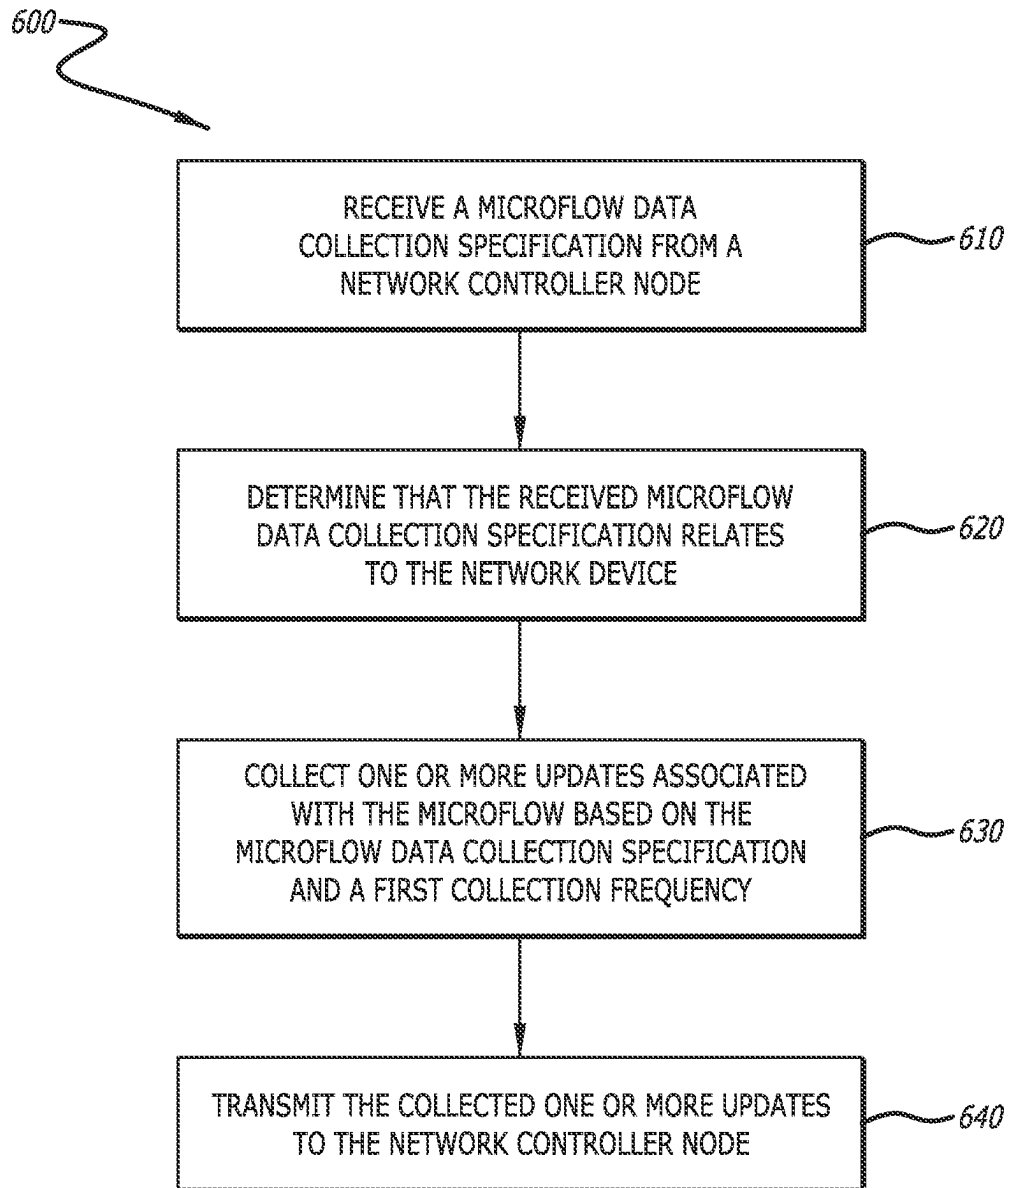 600
RECEIVE A MICROFLOW DATA
COLLECTION SPECIFICATION FROM A
NETWORK CONTROLLER NODE
610
DETERMINE THAT THE RECEIVED MICROFLOW
DATA COLLECTION SPECIFICATION RELATES
TO THE NETWORK DEVICE
620
COLLECT ONE OR MORE UPDATES ASSOCIATED
WITH THE MICROFLOW BASED ON THE
MICROFLOW DATA COLLECTION SPECIFICATION
AND A FIRST COLLECTION FREQUENCY
630
TRANSMIT THE COLLECTED ONE OR MORE UPDATES
TO THE NETWORK CONTROLLER NODE
640